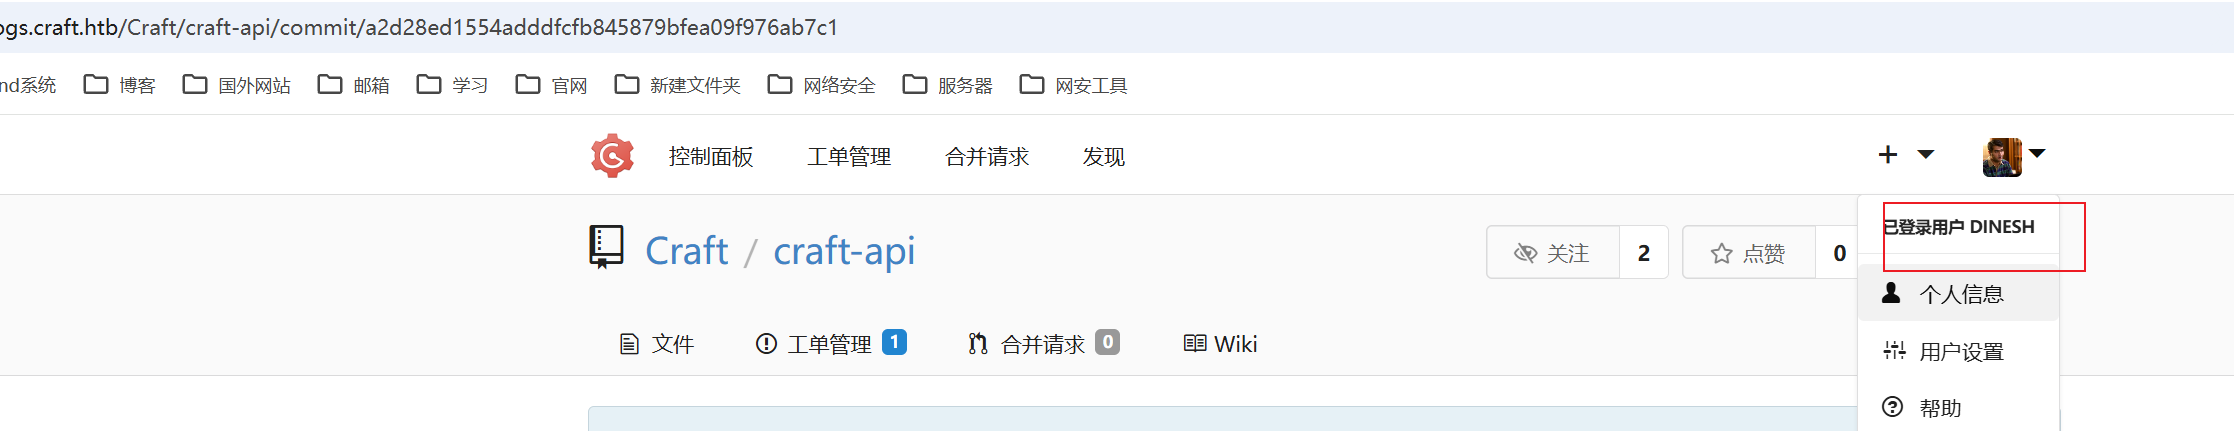 ogs.craft.htb/Craft/craft-api/commit/a2d28ed1554adddfcfb845879bfea09f976ab7c1
nd系统 博客 国外网站 邮箱 学习 官网 新建文件夹 网络安全 服务器 网安工具
控制面板 工单管理 合并请求 发现
已登录用户 DINESH
Craft / craft-api 关注 2 点赞 0
个人信息
文件 工单管理 1 合并请求 0 Wiki
用户设置
帮助